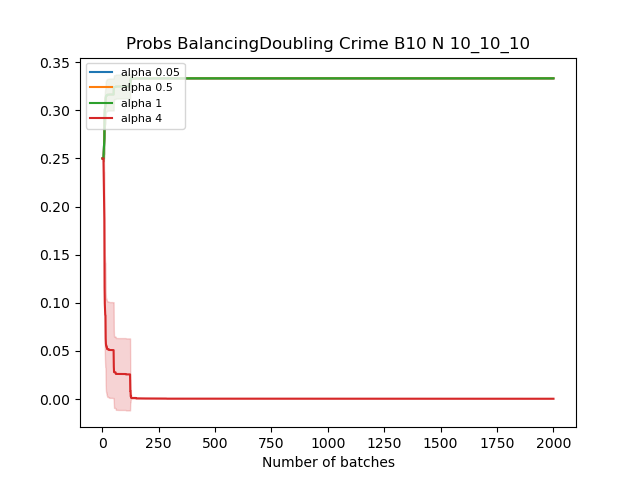 Probs BalancingDoubling Crime B10 N 10_10_10
0.35
0.30
0.25
0.20
0.15
0.10
0.05
0.00
alpha 0.05
alpha 0.5
alpha 1
alpha 4
0 250 500 750 1000 1250 1500 1750 2000
Number of batches